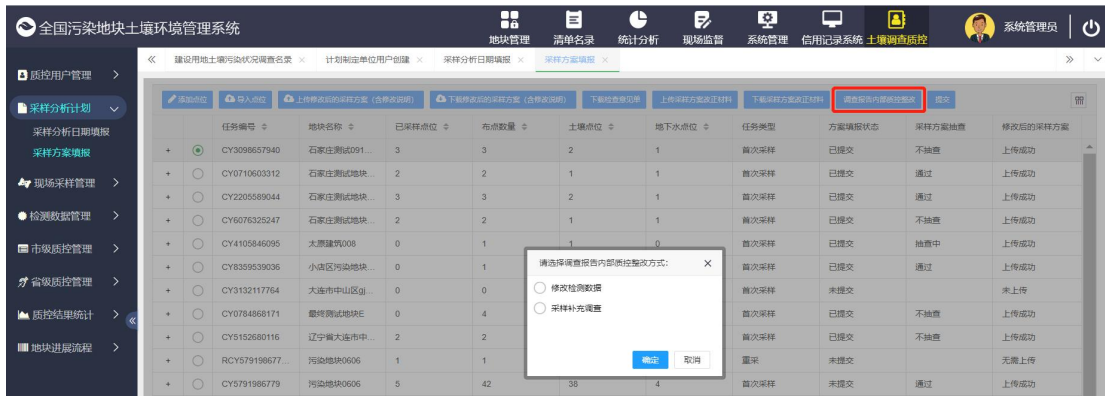 全国污染地块土壤环境管理系统
地块管理 清单名录 统计分析 现场监督 系统管理 信用记录系统 土壤调查质控
系统管理员
质控用户管理
采样分析计划
采样分析日期填报
采样方案填报
现场采样管理
检测数据管理
市级质控管理
省级质控管理
质控结果统计
地块进展流程
建设用地土壤污染状况调查名录 × 计划制定单位用户创建 × 采样分析日期填报 × 采样方案填报 ×
添加点位 导入点位 上传修改后的采样方案（含修改说明） 下载修改后的采样方案（含修改说明） 下载检查意见单 上传采样方案改正材料 下载采样方案改正材料 调查报告内部质控整改 提交
任务编号 地块名称 已采样点位 布点数量 土壤点位 地下水点位 任务类型 方案填报状态 采样方案抽查 修改后的采样方案
+ CY3098657940 石家庄测试091... 3 3 2 1 首次采样 已提交 不抽查 上传成功
+ CY0710603312 石家庄测试地块... 2 2 1 1 首次采样 已提交 通过 上传成功
+ CY2205589044 石家庄测试地块... 3 3 2 1 首次采样 已提交 通过 上传成功
+ CY6076325247 石家庄测试地块... 2 2 1 1 首次采样 已提交 不抽查 上传成功
+ CY4105846095 太原建筑008 0 1 1 0 首次采样 已提交 抽查中 上传成功
+ CY8359539036 小店区污染地块... 0 1 首次采样 已提交 通过 上传成功
+ CY3132117764 大连市中山区gj... 0 0 首次采样 未提交 未上传
+ CY0784868171 最终测试地块E 0 4 首次采样 已提交 不抽查 上传成功
+ CY5152680116 辽宁省大连市中... 2 2 首次采样 已提交 不抽查 上传成功
+ RCY579198677... 污染地块0606 1 1 重采 未提交 无需上传
+ CY5791986779 污染地块0606 5 42 38 4 首次采样 未提交 通过 上传成功
请选择调查报告内部质控整改方式： ×
修改检测数据
采样补充调查
确定 取消